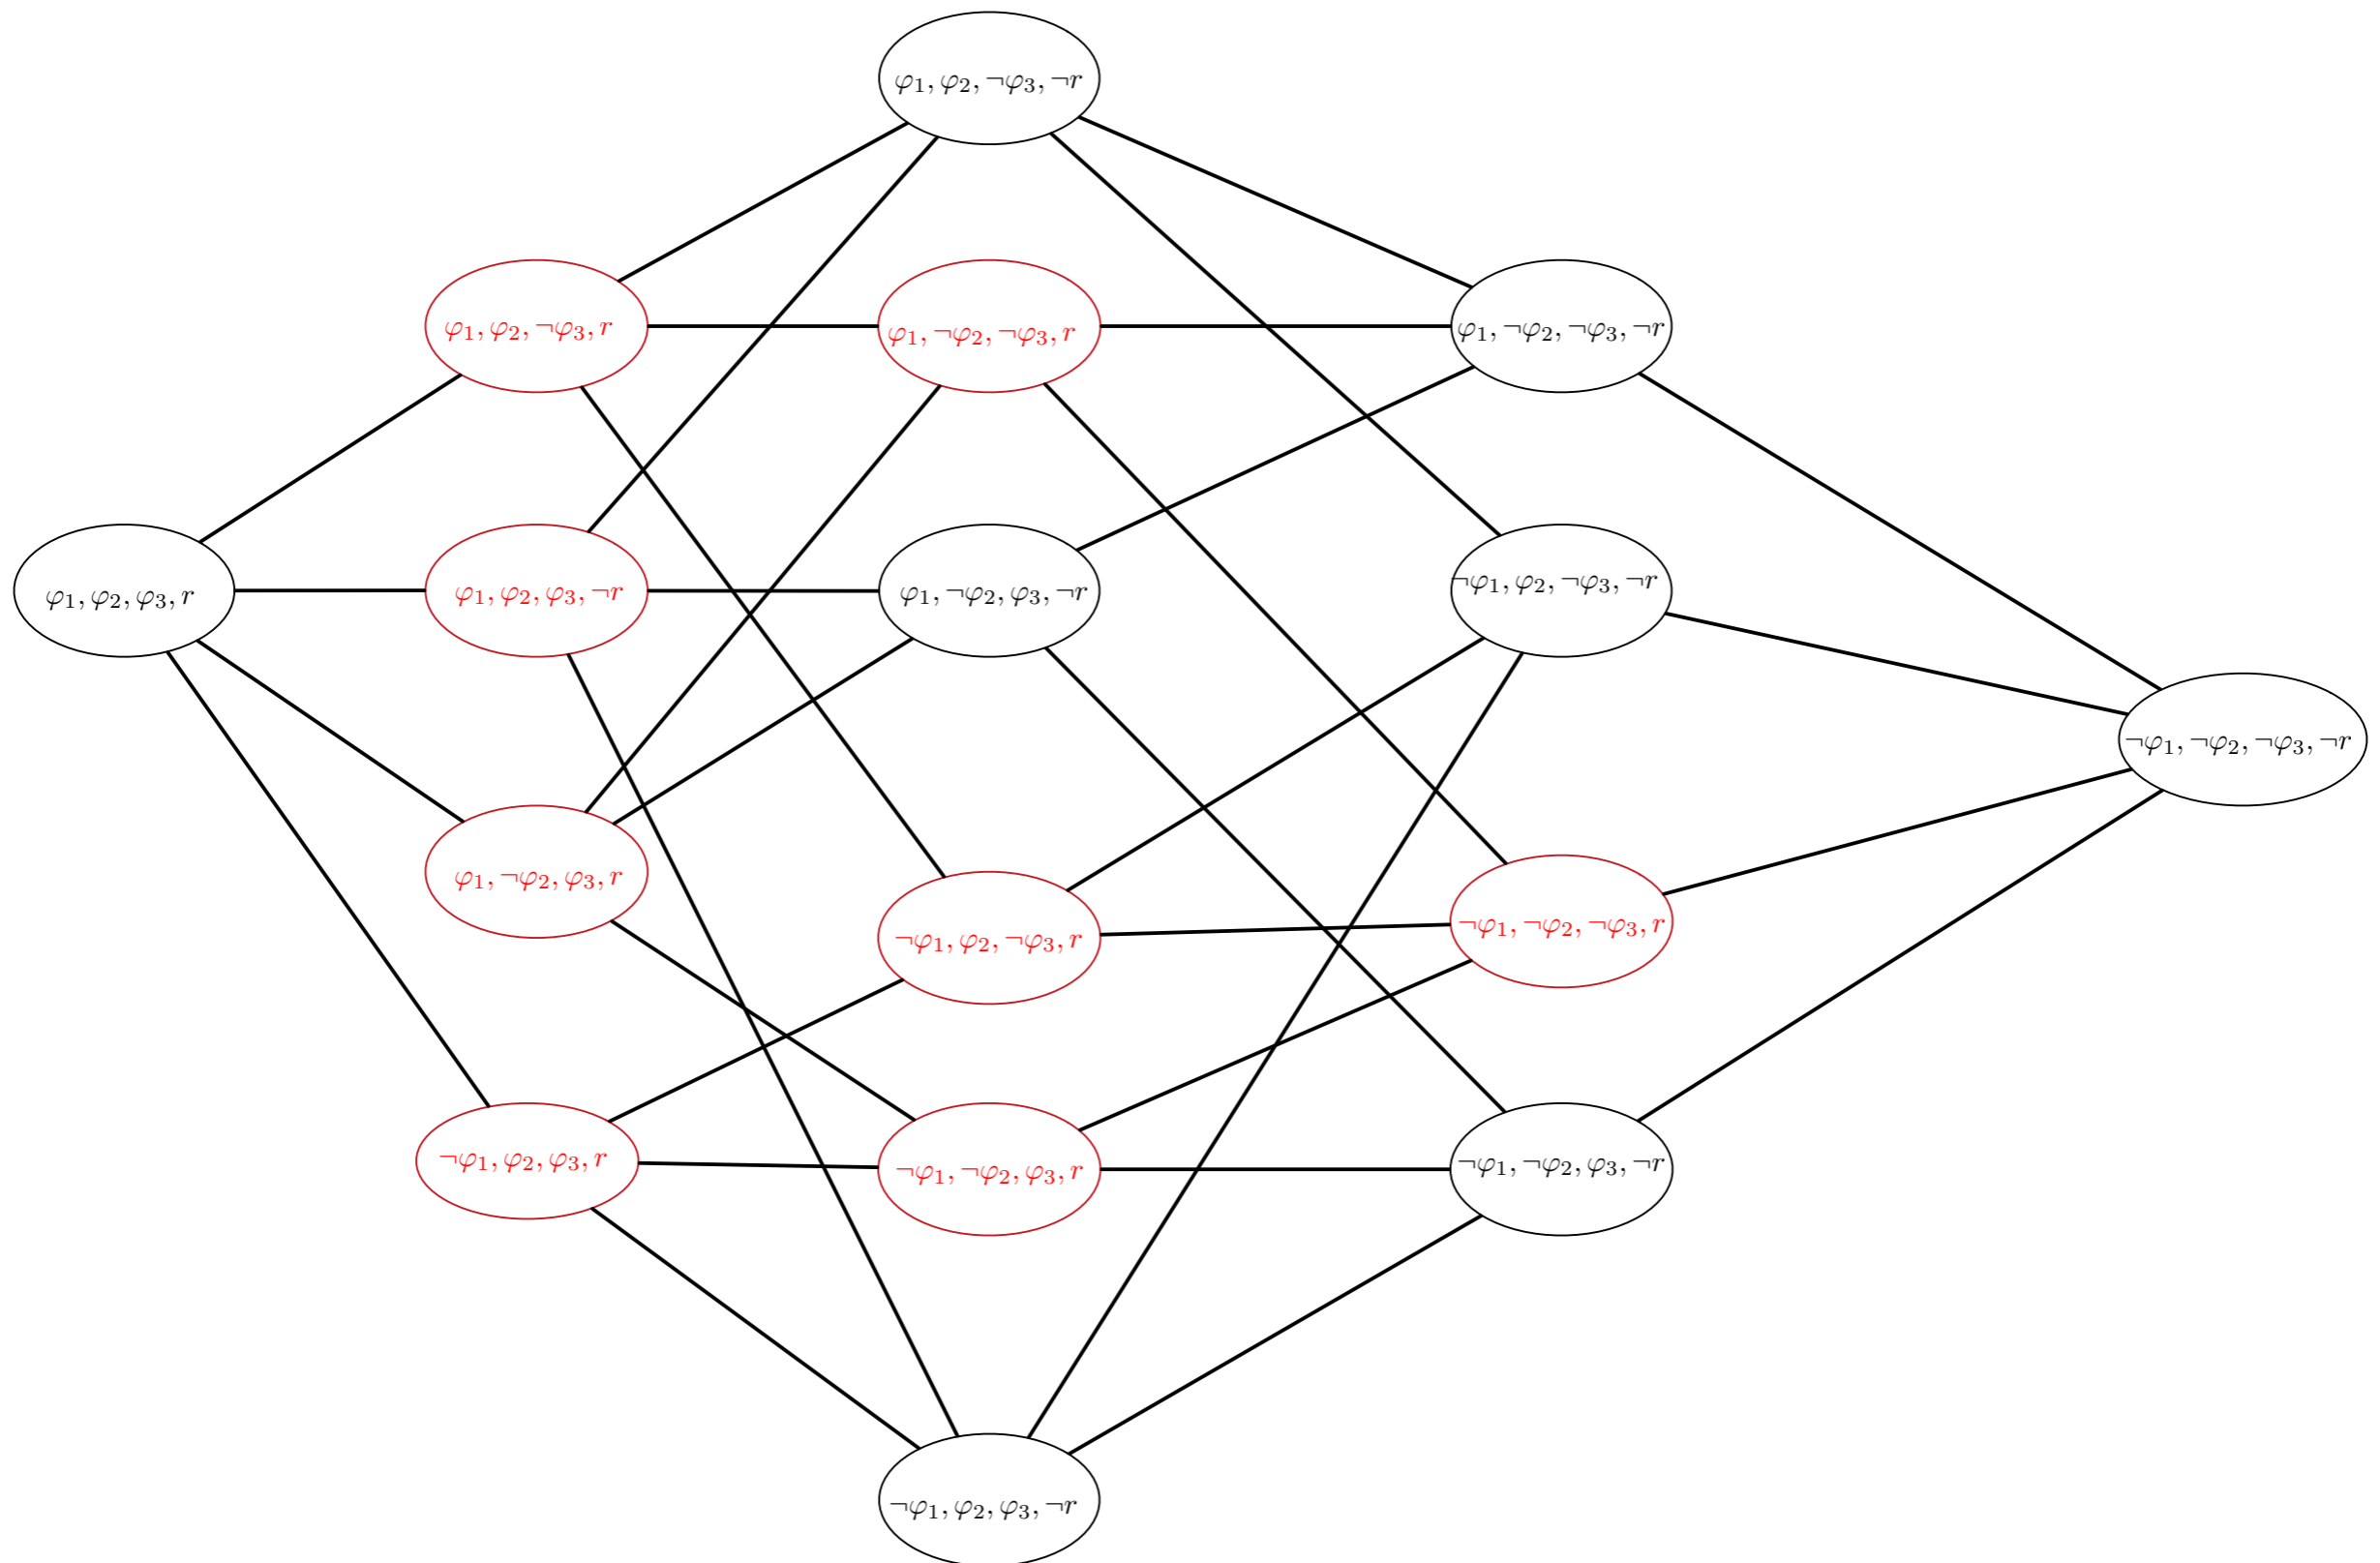 φ₁, φ₂, ¬φ₃, ¬r
φ₁, φ₂, ¬φ₃, r
φ₁, ¬φ₂, ¬φ₃, r
φ₁, ¬φ₂, ¬φ₃, ¬r
φ₁, φ₂, φ₃, r
φ₁, φ₂, φ₃, ¬r
φ₁, ¬φ₂, φ₃, ¬r
¬φ₁, φ₂, ¬φ₃, ¬r
¬φ₁, ¬φ₂, ¬φ₃, ¬r
φ₁, ¬φ₂, φ₃, r
¬φ₁, φ₂, ¬φ₃, r
¬φ₁, ¬φ₂, ¬φ₃, r
¬φ₁, φ₂, φ₃, r
¬φ₁, ¬φ₂, φ₃, r
¬φ₁, ¬φ₂, φ₃, ¬r
¬φ₁, φ₂, φ₃, ¬r